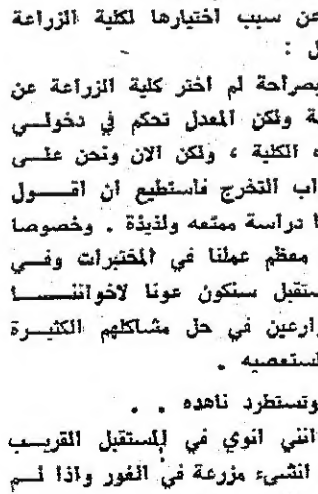 عن سبب اختيارها لكلية الزراعة
ل :
بصراحة لم اختر كلية الزراعة عن
ة ولكن المعدل تحكم في دخولي
ه الكلية ، ولكن الان ونحن على
اب التخرج فاستطيع ان اقول
ا دراسة ممتعه ولذيذة . وخصوصا
معظم عملنا في المختبرات وفي
ستقبل سنكون عونا لاخواننا
زارعين في حل مشاكلهم الكثيرة
لستعصيه .
وتستطرد ناهده . .
انني انوي في المستقبل القريب
انشيء مزرعة في الغور واذا لم